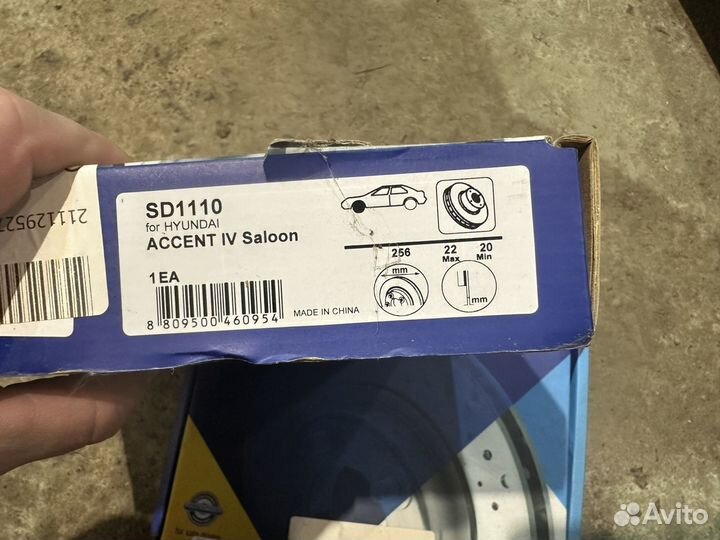 SD1110
for HYUNDAI
ACCENT IV Saloon
1EA
8 809500 460954
MADE IN CHINA
256
22 Max
20 Min
mm
mm
Avito